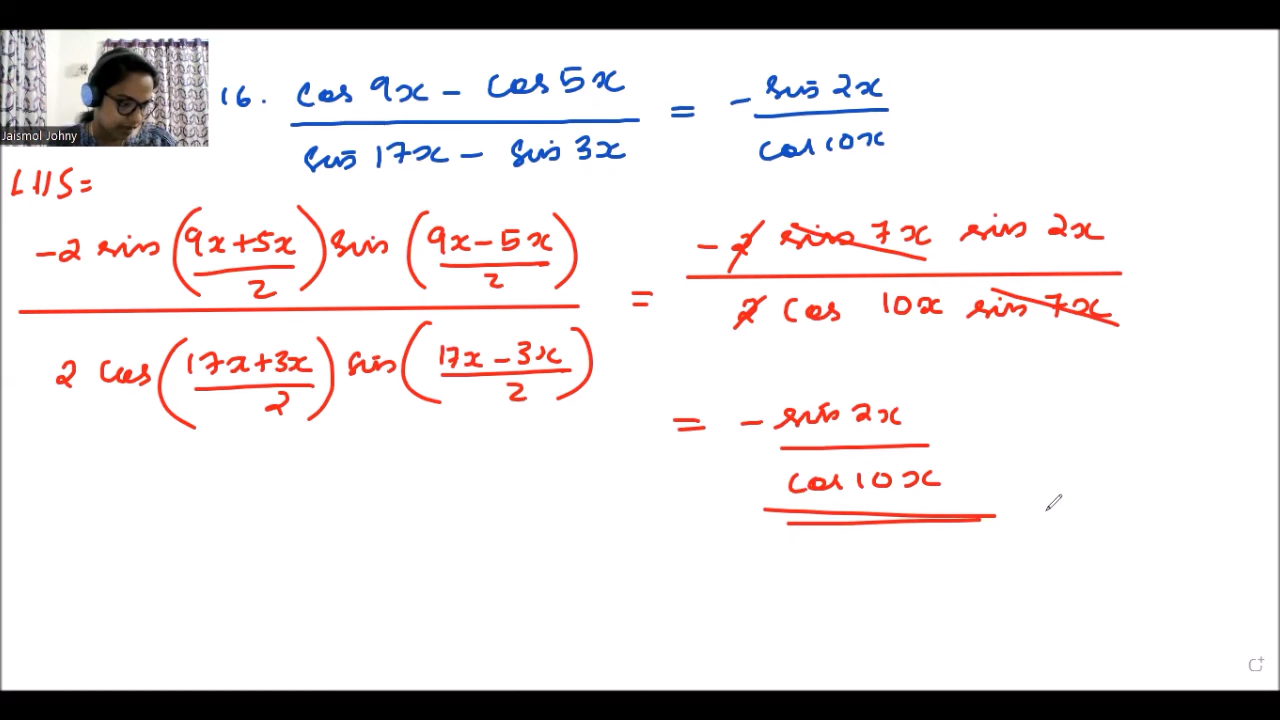 Jaismol Johny
16. cos 9x - cos 5x / sin 17x - sin 3x = - sin 2x / cos 10x
LHS =
-2 sin (9x+5x / 2) sin (9x-5x / 2) / 2 cos (17x+3x / 2) sin (17x-3x / 2) = -2 sin 7x sin 2x / 2 cos 10x sin 7x
= - sin 2x / cos 10x